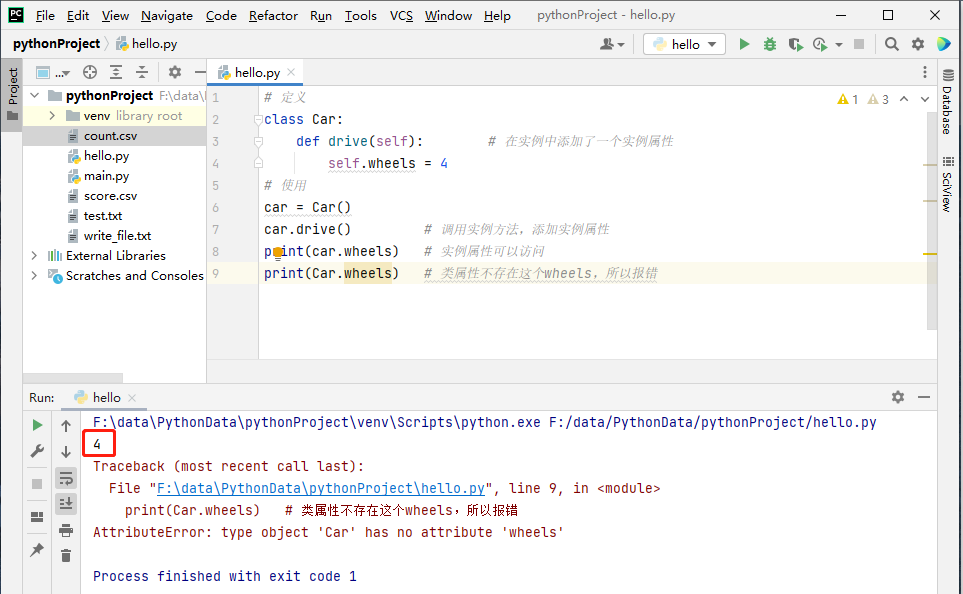 PC File Edit View Navigate Code Refactor Run Tools VCS Window Help pythonProject - hello.py
pythonProject hello.py hello
Project
... hello.py
pythonProject F:\data\
venv library root
count.csv
hello.py
main.py
score.csv
test.txt
write_file.txt
External Libraries
Scratches and Consoles
1 # 定义
2 class Car:
3 def drive(self): # 在实例中添加了一个实例属性
4 self.wheels = 4
5 # 使用
6 car = Car()
7 car.drive() # 调用实例方法，添加实例属性
8 print(car.wheels) # 实例属性可以访问
9 print(Car.wheels) # 类属性不存在这个wheels，所以报错
1 3
Database
SciView
Run: hello
F:\data\PythonData\pythonProject\venv\Scripts\python.exe F:/data/PythonData/pythonProject/hello.py
4
Traceback (most recent call last):
File "F:\data\PythonData\pythonProject\hello.py", line 9, in <module>
print(Car.wheels) # 类属性不存在这个wheels，所以报错
AttributeError: type object 'Car' has no attribute 'wheels'
Process finished with exit code 1